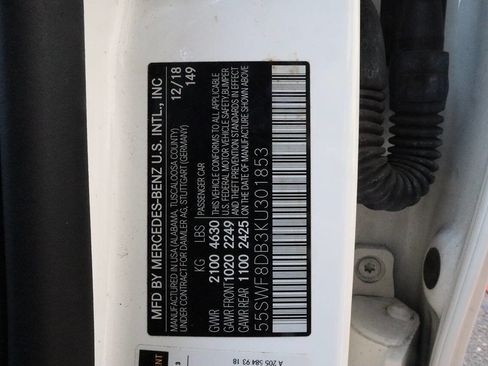 MFD BY MERCEDES-BENZ U.S. INTL., INC
MANUFACTURED IN USA (ALABAMA, TUSCALOOSA COUNTY)
UNDER CONTRACT FOR DAIMLER AG, STUTTGART (GERMANY)
12/18
149
PASSENGER CAR
KG LBS
GVWR 2100 4630
GAWR FRONT 1020 2249
GAWR REAR 1100 2425
THIS VEHICLE CONFORMS TO ALL APPLICABLE
U.S. FEDERAL MOTOR VEHICLE SAFETY, BUMPER
AND THEFT PREVENTION STANDARDS IN EFFECT
ON THE DATE OF MANUFACTURE SHOWN ABOVE
55SWF8DB3KU301853
A 205 584 93 18